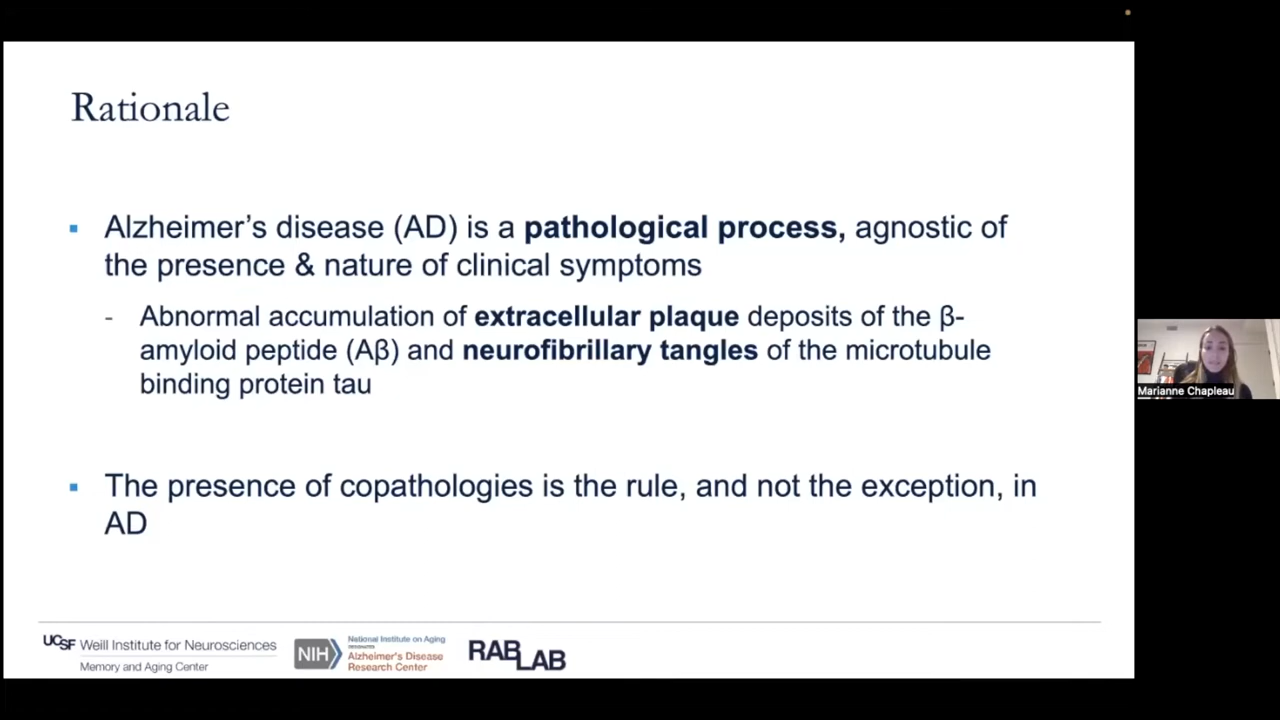 Rationale
Alzheimer’s disease (AD) is a pathological process, agnostic of
the presence & nature of clinical symptoms
- Abnormal accumulation of extracellular plaque deposits of the β-
amyloid peptide (Aβ) and neurofibrillary tangles of the microtubule
binding protein tau
The presence of copathologies is the rule, and not the exception, in
AD
Marianne Chapleau
UCSF Weill Institute for Neurosciences
Memory and Aging Center
NIH
National Institute on Aging
Alzheimer's Disease
Research Center
RAB LAB